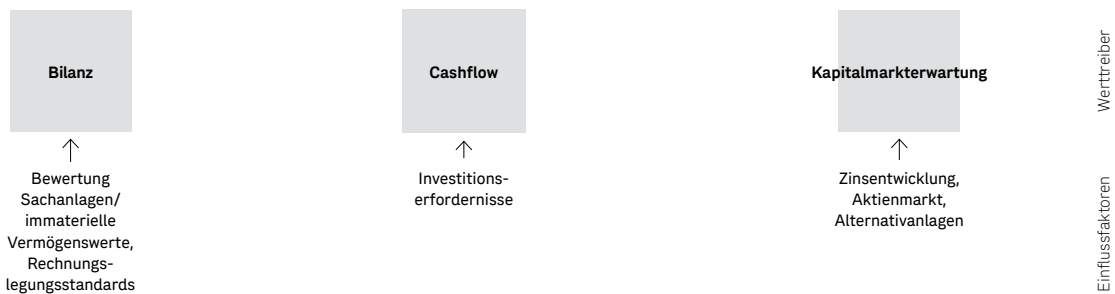 Bilanz
Cashflow
Kapitalmarkterwartung
Werttreiber
Bewertung
Sachanlagen/
immaterielle
Vermögenswerte,
Rechnungs-
legungsstandards
Investitions-
erfordernisse
Zinsentwicklung,
Aktienmarkt,
Alternativanlagen
Einflussfaktoren